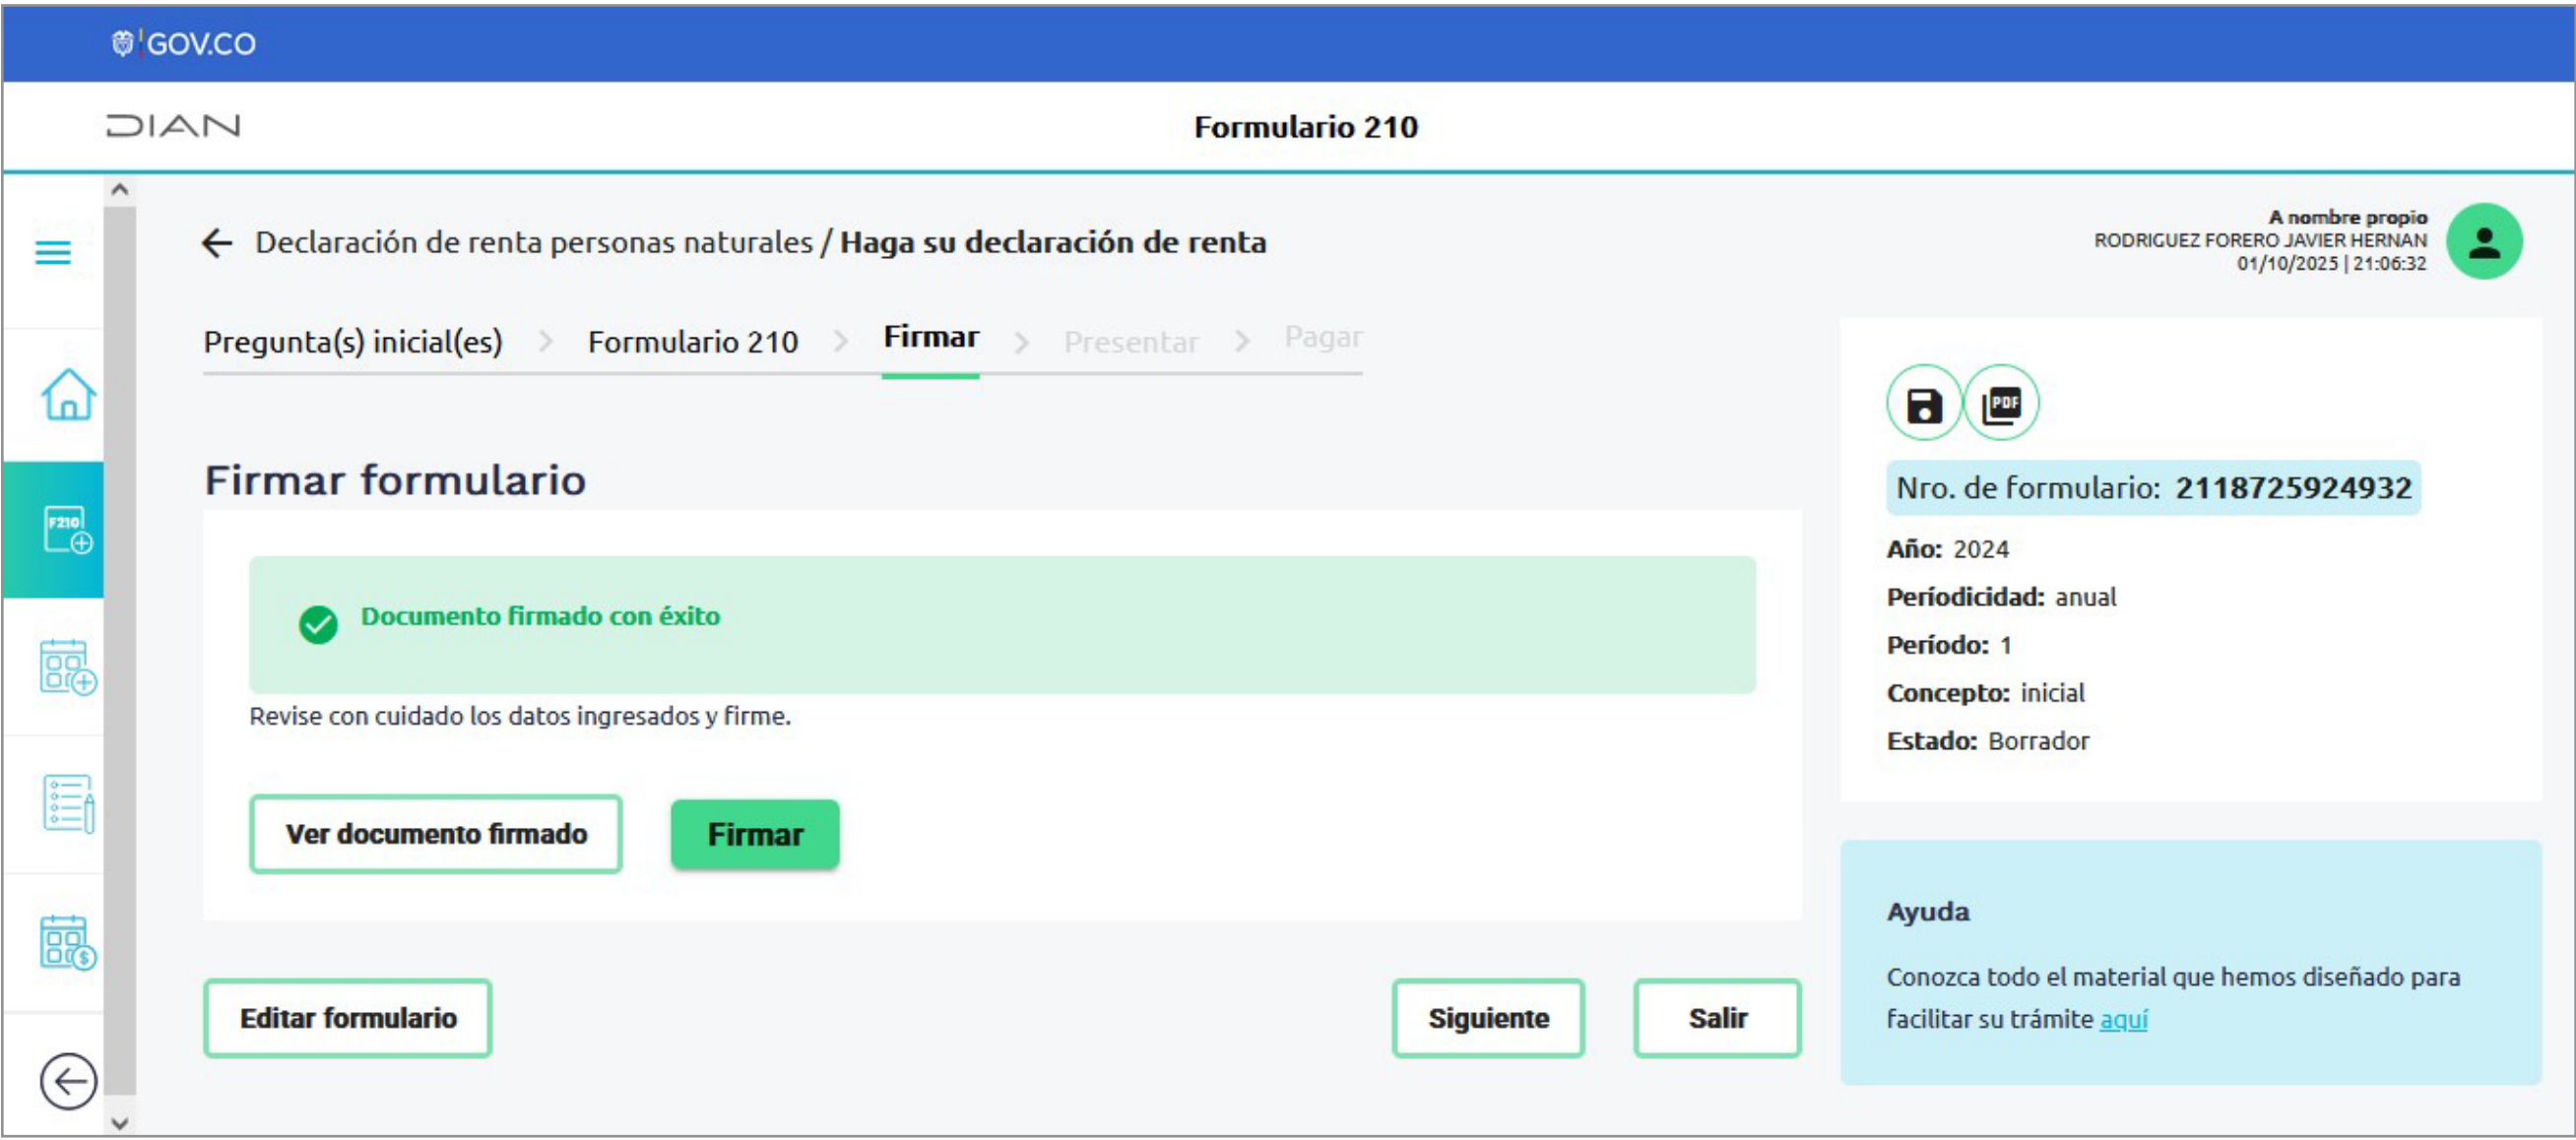 GOV.CO
DIAN
Formulario 210
Declaración de renta personas naturales / Haga su declaración de renta
A nombre propio
RODRIGUEZ FORERO JAVIER HERNAN
01/10/2025 | 21:06:32
Pregunta(s) inicial(es) > Formulario 210 > Firmar > Presentar > Pagar
PDF
Firmar formulario
Nro. de formulario: 2118725924932
F210
Año: 2024
Períodicidad: anual
Documento firmado con éxito
Período: 1
Concepto: inicial
Revise con cuidado los datos ingresados y firme.
Estado: Borrador
Ver documento firmado
Firmar
Ayuda
Conozca todo el material que hemos diseñado para
facilitar su trámite aquí
Editar formulario
Siguiente
Salir